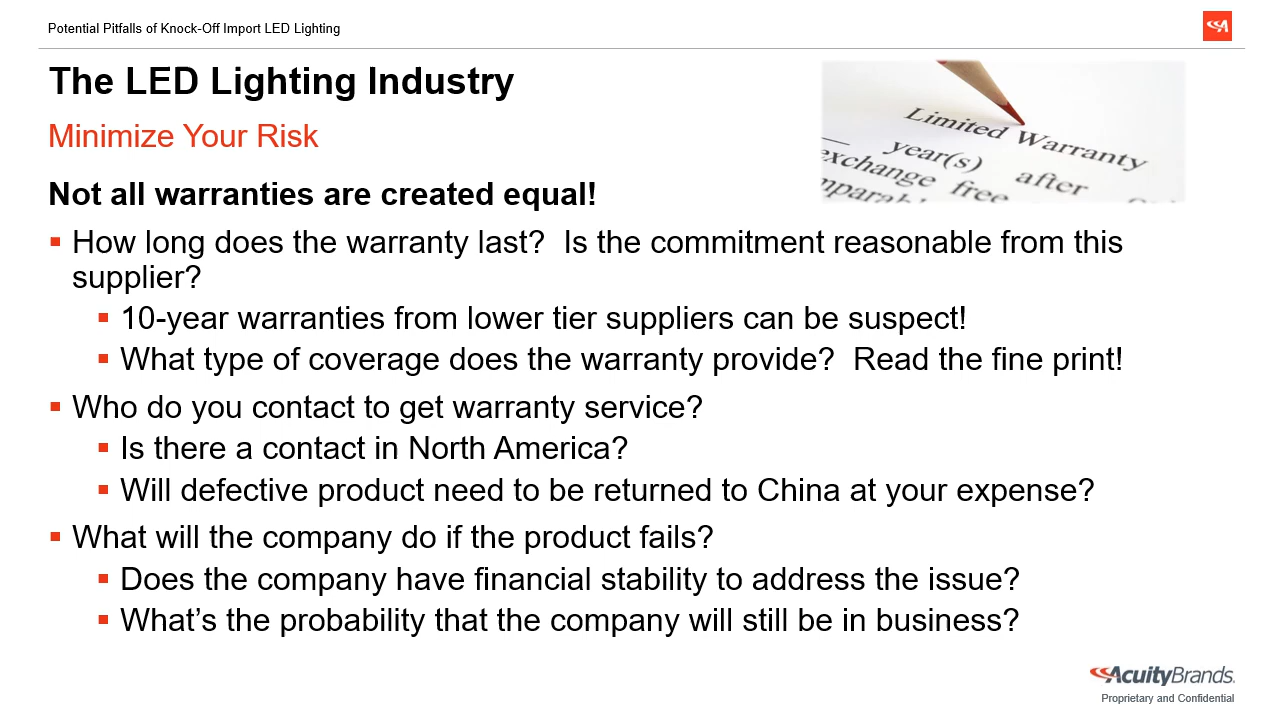 Potential Pitfalls of Knock-Off Import LED Lighting
The LED Lighting Industry
Minimize Your Risk
Limited Warranty
year(s) after
exchange free
Not all warranties are created equal!
How long does the warranty last?  Is the commitment reasonable from this
supplier?
10-year warranties from lower tier suppliers can be suspect!
What type of coverage does the warranty provide?  Read the fine print!
Who do you contact to get warranty service?
Is there a contact in North America?
Will defective product need to be returned to China at your expense?
What will the company do if the product fails?
Does the company have financial stability to address the issue?
What’s the probability that the company will still be in business?
AcuityBrands.
Proprietary and Confidential